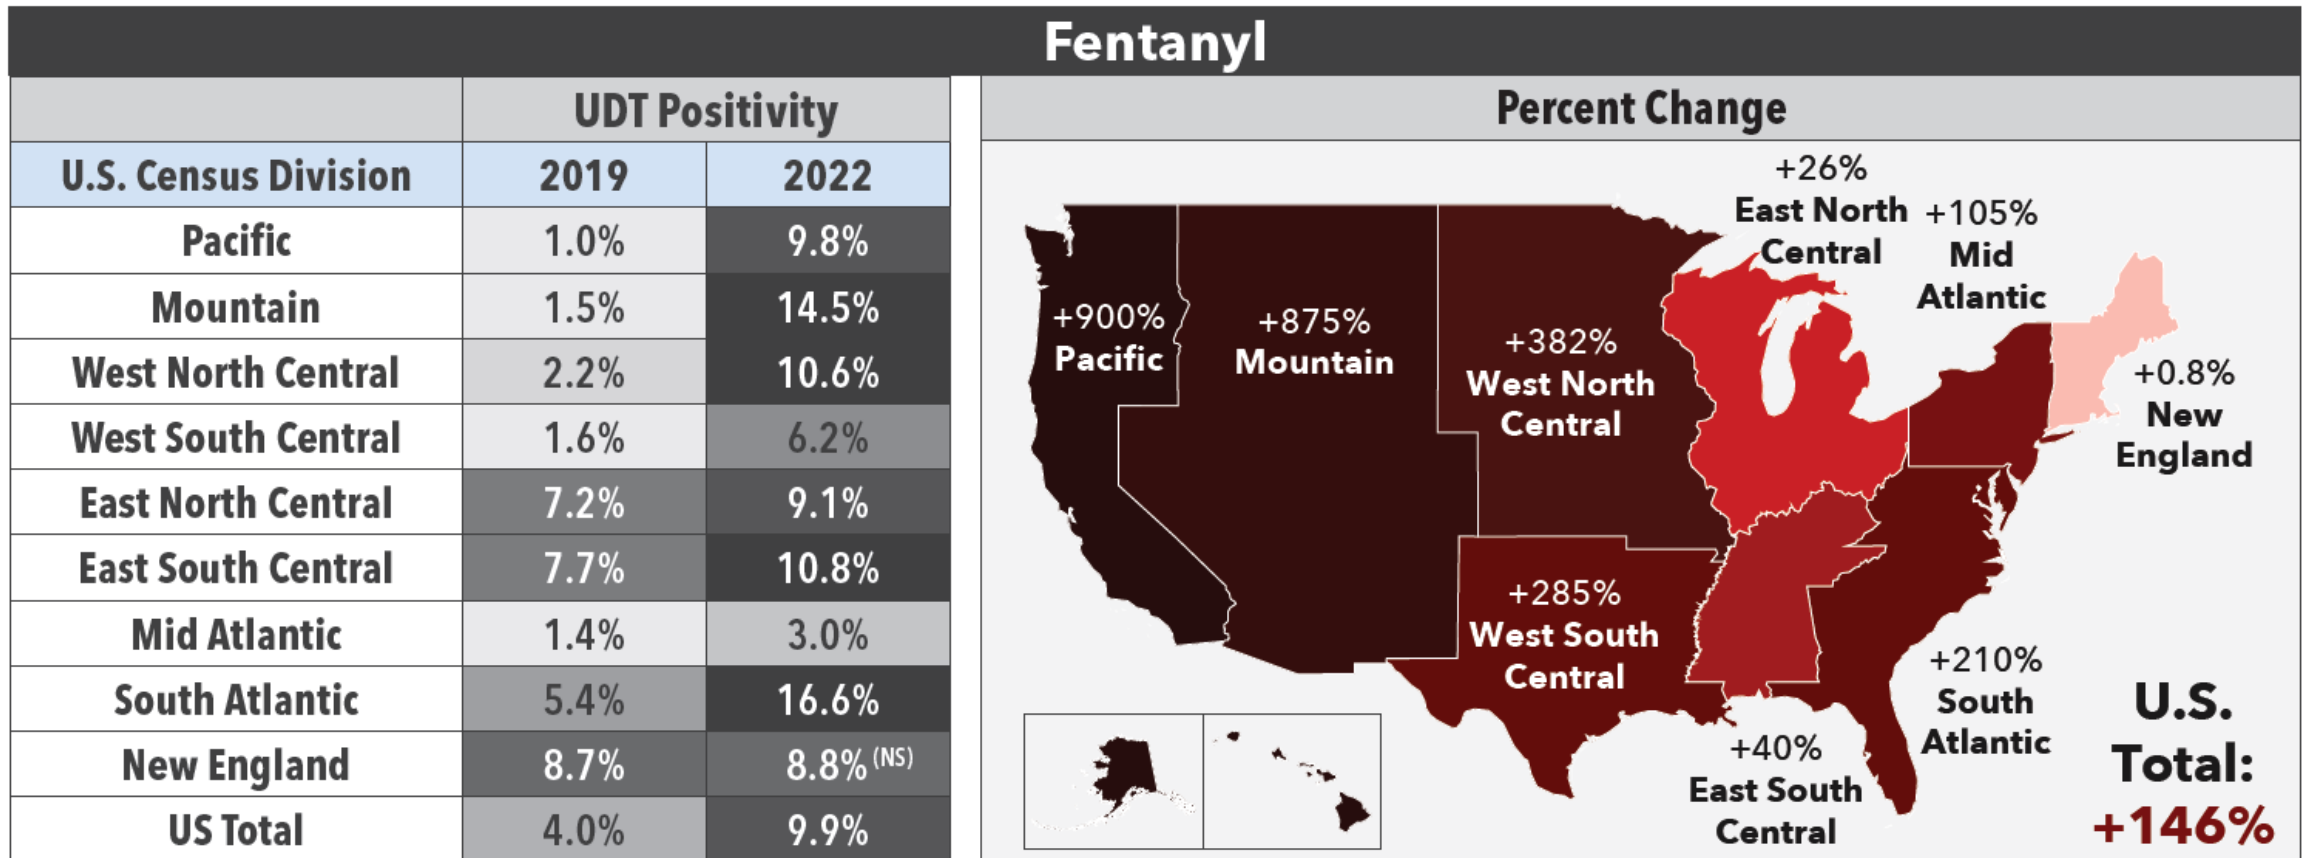 Fentanyl
UDT Positivity
U.S. Census Division 2019 2022
Pacific 1.0% 9.8%
Mountain 1.5% 14.5%
West North Central 2.2% 10.6%
West South Central 1.6% 6.2%
East North Central 7.2% 9.1%
East South Central 7.7% 10.8%
Mid Atlantic 1.4% 3.0%
South Atlantic 5.4% 16.6%
New England 8.7% 8.8% (NS)
US Total 4.0% 9.9%
Percent Change
+900%
Pacific
+875%
Mountain
+382%
West North
Central
+26%
East North
Central
+105%
Mid
Atlantic
+0.8%
New
England
+285%
West South
Central
+40%
East South
Central
+210%
South
Atlantic
U.S.
Total:
+146%